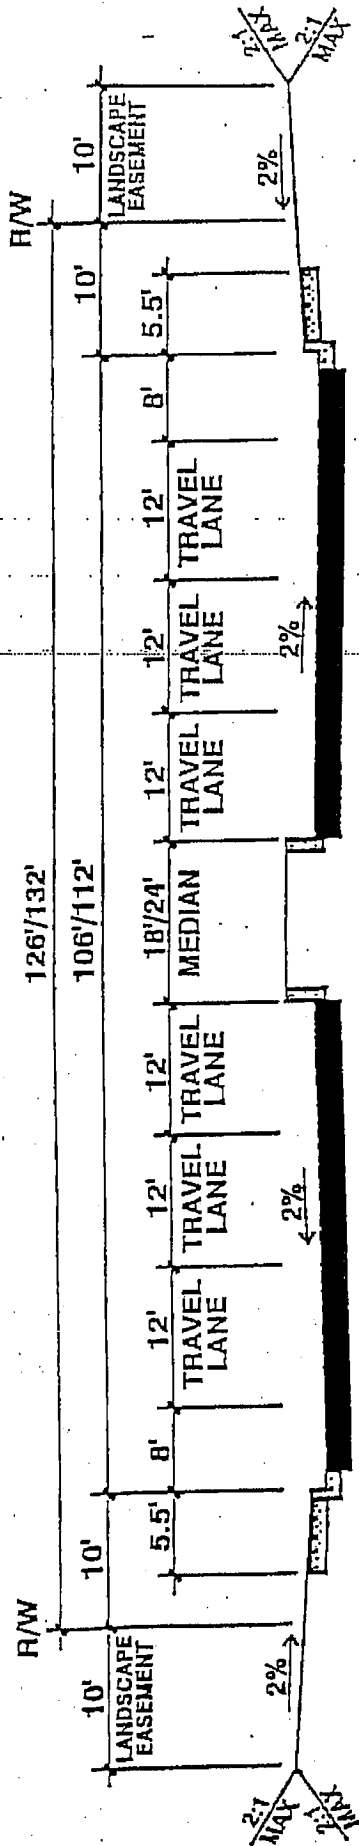 126'/132'
R/W
R/W
106'/112'
10'
10'
10'
10'
LANDSCAPE
EASEMENT
LANDSCAPE
EASEMENT
5.5'
8'
12'
12'
12'
18'/24'
12'
12'
12'
8'
5.5'
TRAVEL
LANE
TRAVEL
LANE
TRAVEL
LANE
MEDIAN
TRAVEL
LANE
TRAVEL
LANE
TRAVEL
LANE
2:1
MAX
2:1
MAX
2%
2%
2%
2%
2:1
MAX
2:1
MAX